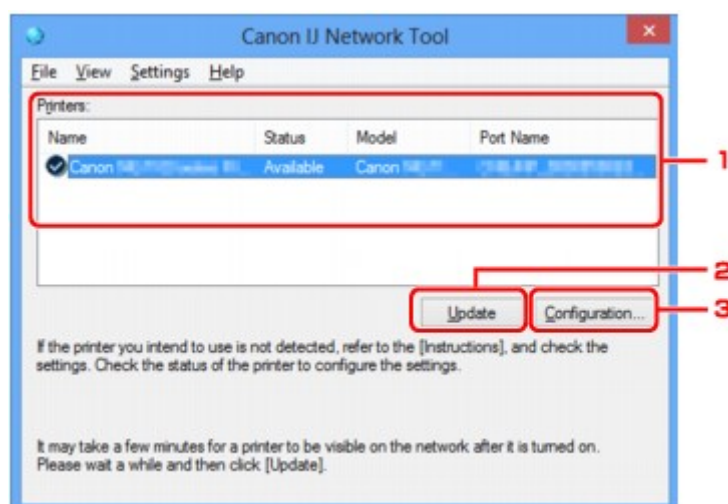 Canon IJ Network Tool
File View Settings Help
Printers:
Name Status Model Port Name
Canon Available Canon
1
2
Update Configuration...
3
If the printer you intend to use is not detected, refer to the [Instructions], and check the
settings. Check the status of the printer to configure the settings.
It may take a few minutes for a printer to be visible on the network after it is turned on.
Please wait a while and then click [Update].